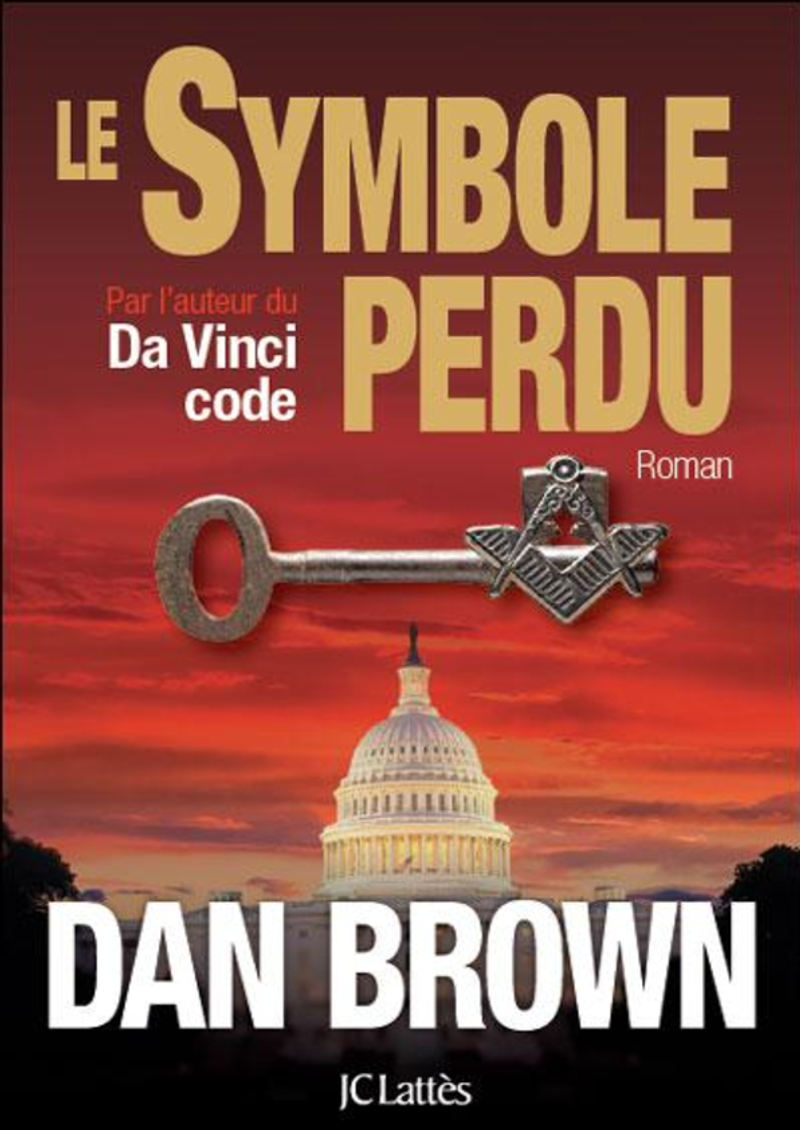 LE SYMBOLE
PERDU
Par l'auteur du
Da Vinci
code
Roman
DAN BROWN
JC Lattès